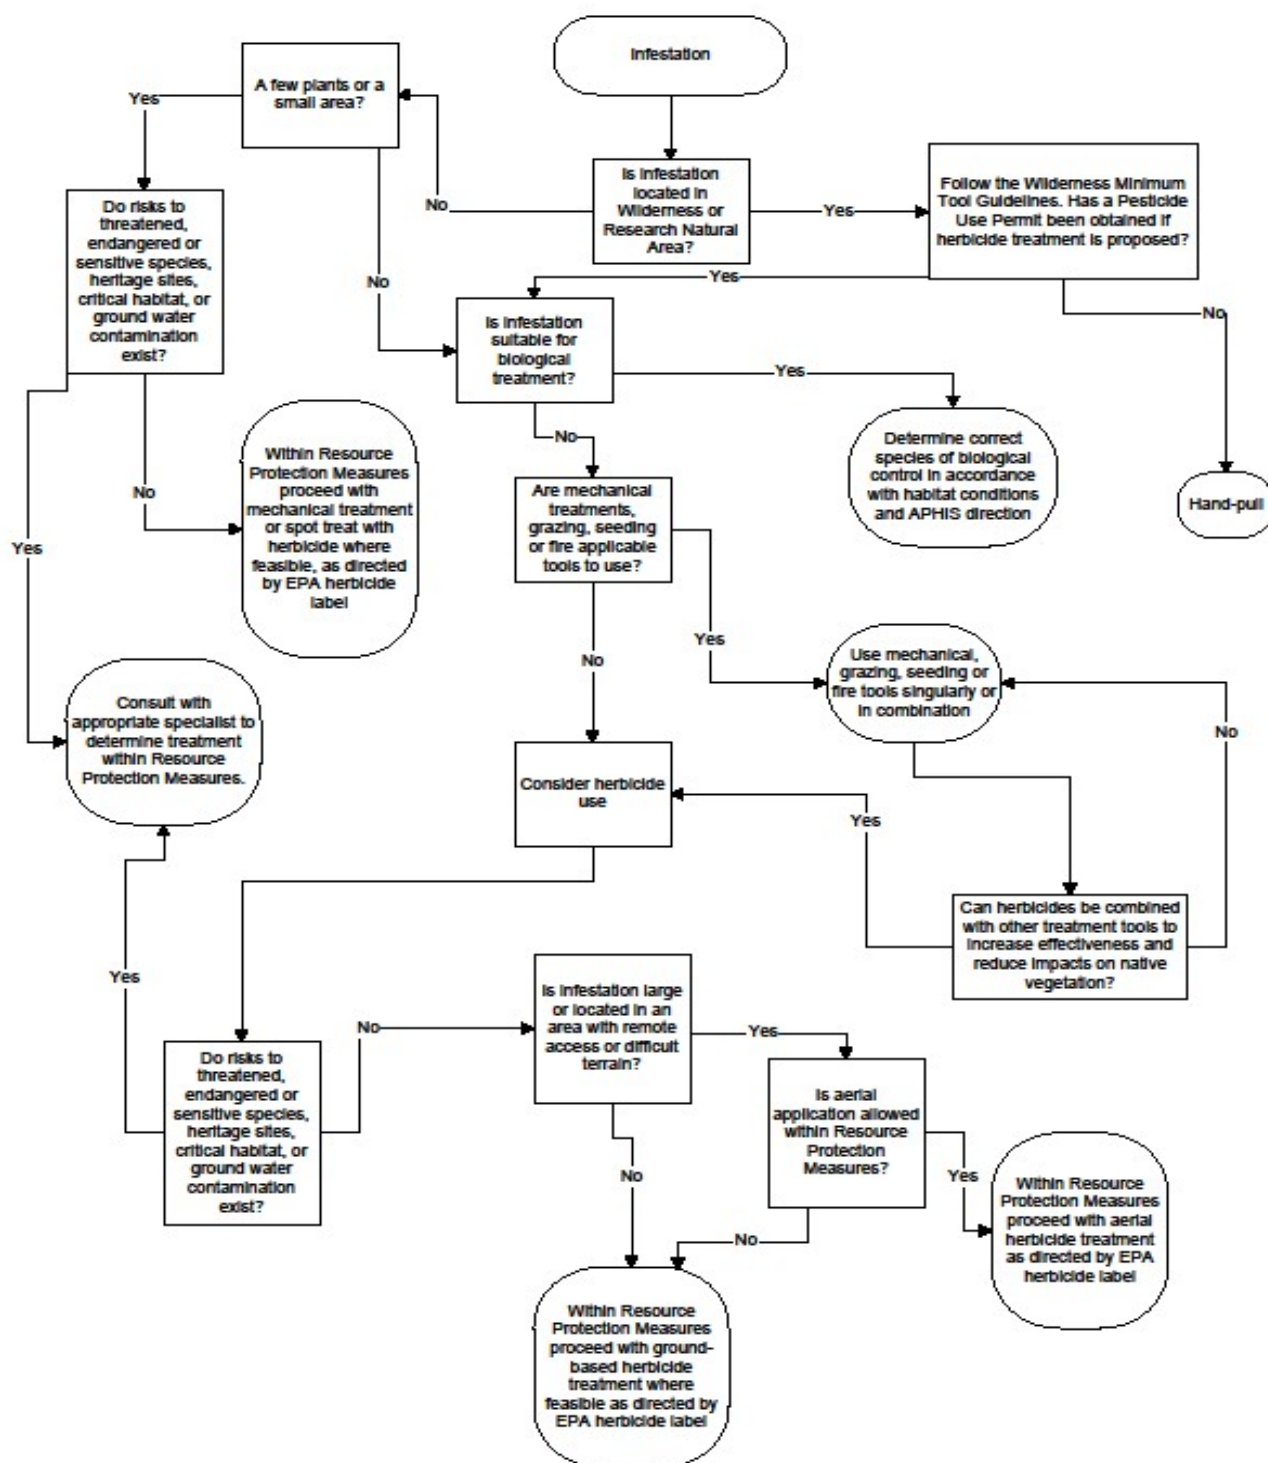 Infestation
A few plants or a
small area?
Yes
Is infestation
located in
Wilderness or
Research Natural
Area?
No
Yes
Follow the Wilderness Minimum
Tool Guidelines. Has a Pesticide
Use Permit been obtained if
herbicide treatment is proposed?
Do risks to
threatened,
endangered or
sensitive species,
heritage sites,
critical habitat, or
ground water
contamination
exist?
No
Yes
No
Is infestation
suitable for
biological
treatment?
Yes
No
Determine correct
species of biological
control in accordance
with habitat conditions
and APHIS direction
Hand-pull
Within Resource
Protection Measures
proceed with
mechanical treatment
or spot treat with
herbicide where
feasible, as directed
by EPA herbicide
label
No
Yes
Are mechanical
treatments,
grazing, seeding
or fire applicable
tools to use?
Yes
No
Use mechanical,
grazing, seeding or
fire tools singularly or
in combination
No
Consult with
appropriate specialist to
determine treatment
within Resource
Protection Measures.
Consider herbicide
use
Yes
Can herbicides be combined
with other treatment tools to
increase effectiveness and
reduce impacts on native
vegetation?
Yes
Is infestation large
or located in an
area with remote
access or difficult
terrain?
No
Yes
Do risks to
threatened,
endangered or
sensitive species,
heritage sites,
critical habitat, or
ground water
contamination
exist?
Is aerial
application allowed
within Resource
Protection
Measures?
No
Yes
No
Within Resource
Protection Measures
proceed with aerial
herbicide treatment
as directed by EPA
herbicide label
Within Resource
Protection Measures
proceed with ground-
based herbicide
treatment where
feasible as directed by
EPA herbicide label